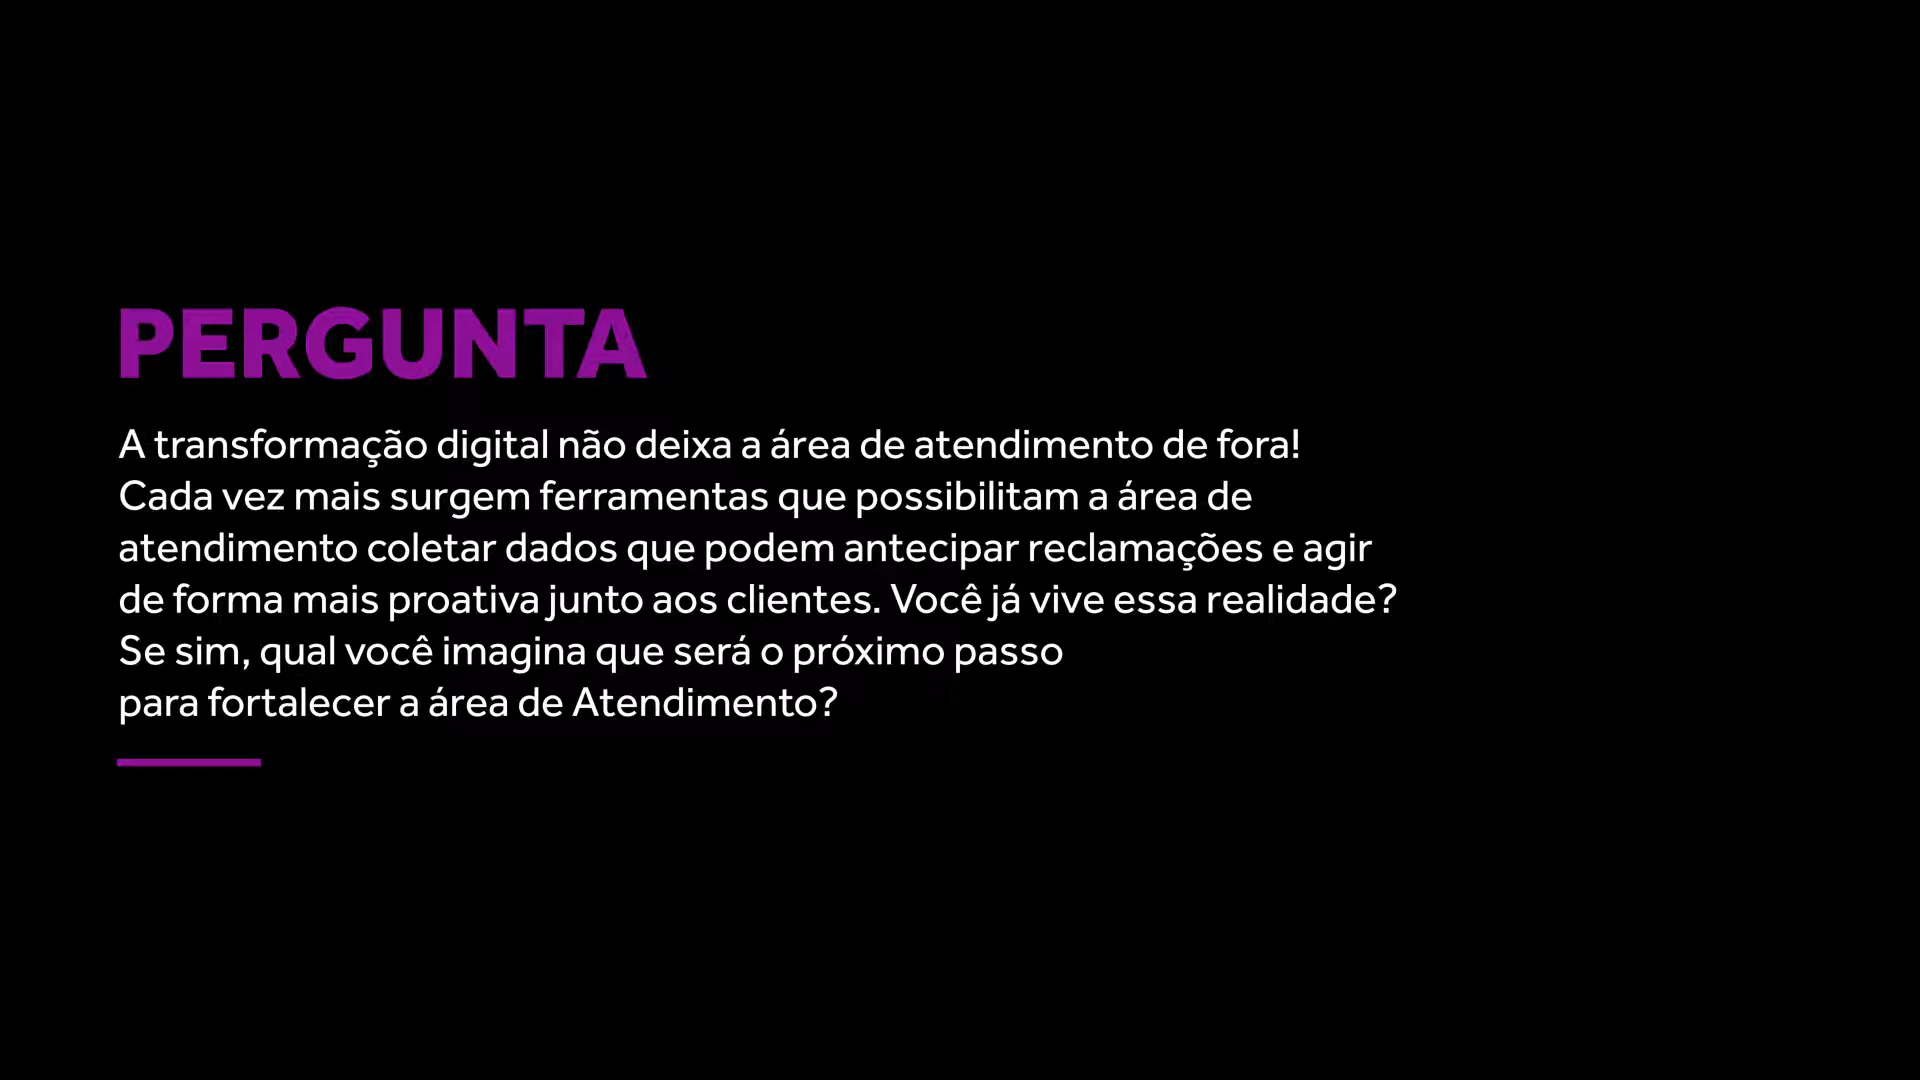 PERGUNTA
A transformação digital não deixa a área de atendimento de fora!
Cada vez mais surgem ferramentas que possibilitam a área de
atendimento coletar dados que podem antecipar reclamações e agir
de forma mais proativa junto aos clientes. Você já vive essa realidade?
Se sim, qual você imagina que será o próximo passo
para fortalecer a área de Atendimento?